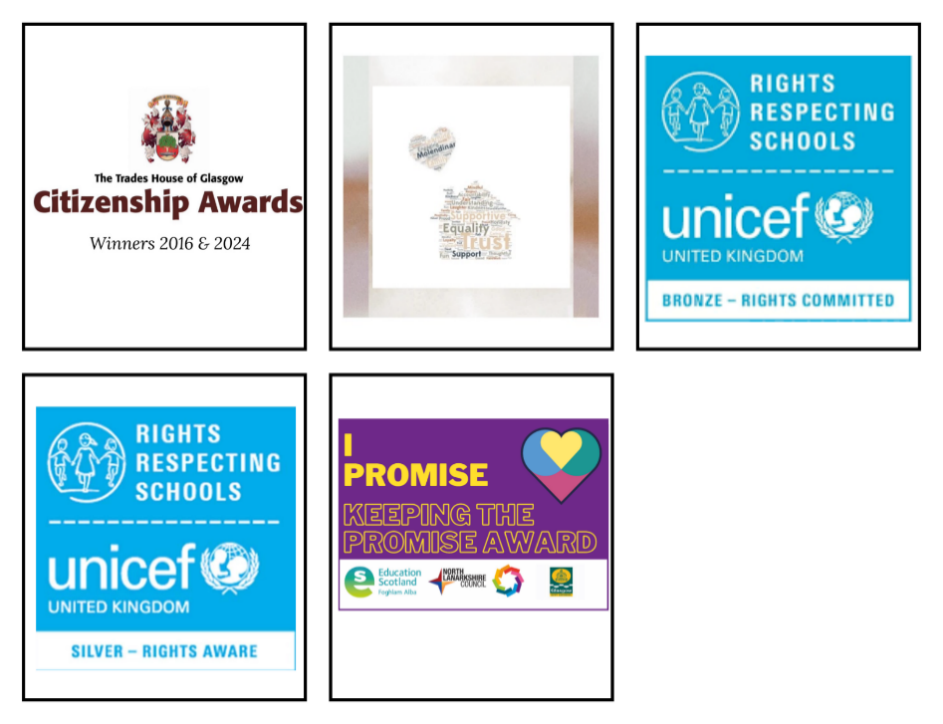 The Trades House of Glasgow
Citizenship Awards
Winners 2016 & 2024
Molendinar
Understanding
Supportive
Equality
Trust
Support
RIGHTS
RESPECTING
SCHOOLS
unicef
UNITED KINGDOM
BRONZE – RIGHTS COMMITTED
RIGHTS
RESPECTING
SCHOOLS
unicef
UNITED KINGDOM
SILVER – RIGHTS AWARE
I
PROMISE
KEEPING THE
PROMISE AWARD
Education
Scotland
Foghlam Alba
NORTH
LANARKSHIRE
COUNCIL